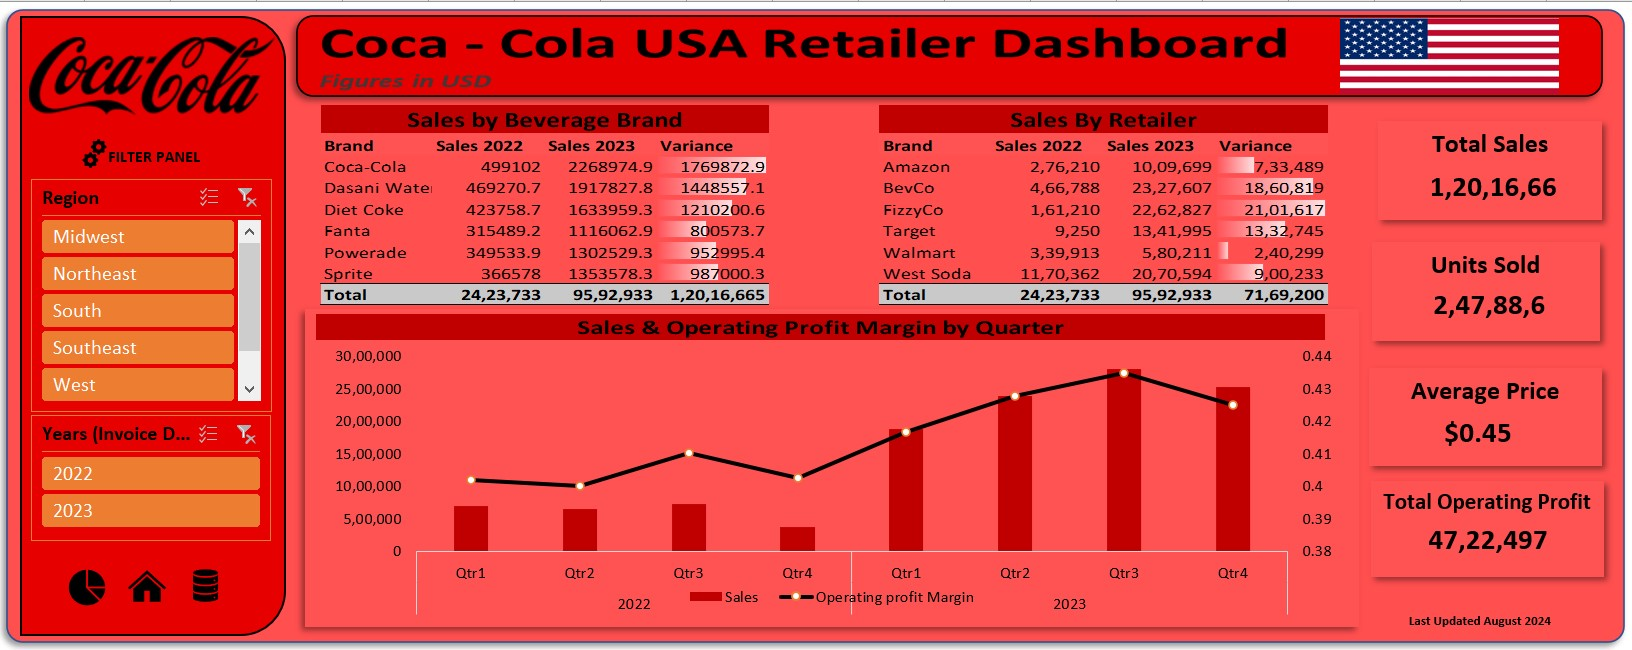 Coca-Cola
FILTER PANEL
Region
Midwest
Northeast
South
Southeast
West
Years (Invoice D...
2022
2023
Coca - Cola USA Retailer Dashboard
Figures in USD
Sales by Beverage Brand
Brand Sales 2022 Sales 2023 Variance
Coca-Cola 499102 2268974.9 1769872.9
Dasani Water 469270.7 1917827.8 1448557.1
Diet Coke 423758.7 1633959.3 1210200.6
Fanta 315489.2 1116062.9 800573.7
Powerade 349533.9 1302529.3 952995.4
Sprite 366578 1353578.3 987000.3
Total 24,23,733 95,92,933 1,20,16,665
Sales By Retailer
Brand Sales 2022 Sales 2023 Variance
Amazon 2,76,210 10,09,699 7,33,489
BevCo 4,66,788 23,27,607 18,60,819
FizzyCo 1,61,210 22,62,827 21,01,617
Target 9,250 13,41,995 13,32,745
Walmart 3,39,913 5,80,211 2,40,299
West Soda 11,70,362 20,70,594 9,00,233
Total 24,23,733 95,92,933 71,69,200
Sales & Operating Profit Margin by Quarter
30,00,000
25,00,000
20,00,000
15,00,000
10,00,000
5,00,000
0
0.44
0.43
0.42
0.41
0.4
0.39
0.38
Qtr1 Qtr2 Qtr3 Qtr4 Qtr1 Qtr2 Qtr3 Qtr4
2022 2023
Sales Operating profit Margin
Total Sales
1,20,16,66
Units Sold
2,47,88,6
Average Price
$0.45
Total Operating Profit
47,22,497
Last Updated August 2024